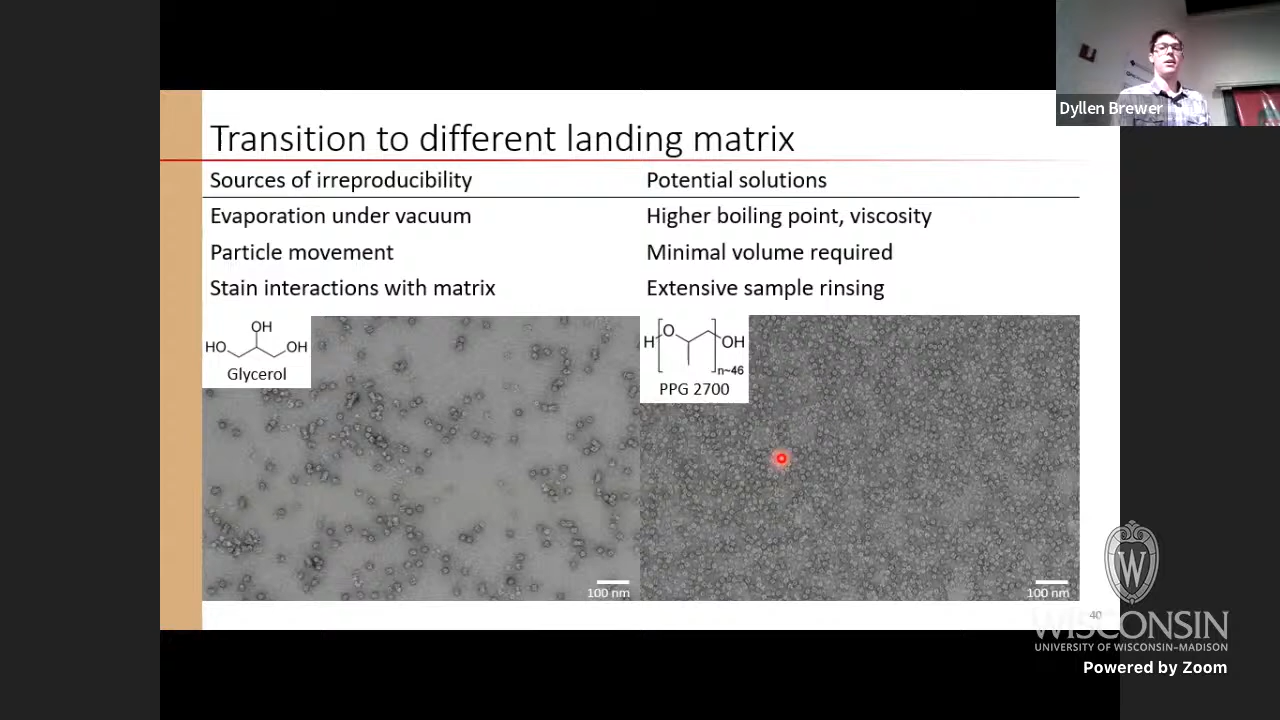 Dyllen Brewer
Transition to different landing matrix
Sources of irreproducibility
Potential solutions
Evaporation under vacuum
Higher boiling point, viscosity
Particle movement
Minimal volume required
Stain interactions with matrix
Extensive sample rinsing
OH
HO
OH
Glycerol
H
O
OH
n~46
PPG 2700
100 nm
100 nm
40
W
WISCONSIN
UNIVERSITY OF WISCONSIN–MADISON
Powered by Zoom